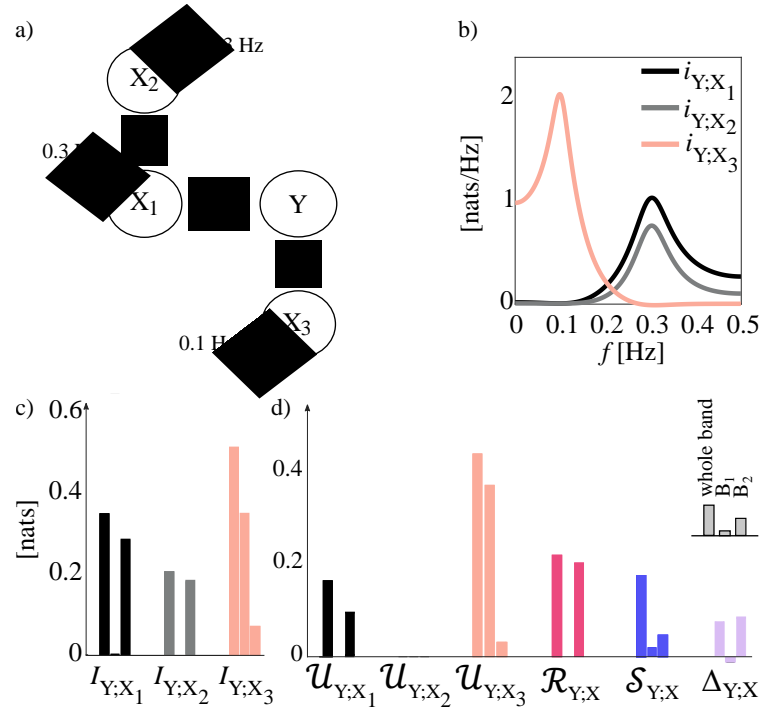 a)
Hz
X2
0.3
X1
Y
X3
0.1 H
b)
[nats/Hz]
2
1
0
iY;X1
iY;X2
iY;X3
0 0.1 0.2 0.3 0.4 0.5
f [Hz]
c)
[nats]
0.6
0.4
0.2
0
IY;X1 IY;X2 IY;X3
d)
0.4
0.2
0
whole band
B1
B2
𝒰Y;X1 𝒰Y;X2 𝒰Y;X3 ℛY;X 𝒮Y;X ΔY;X